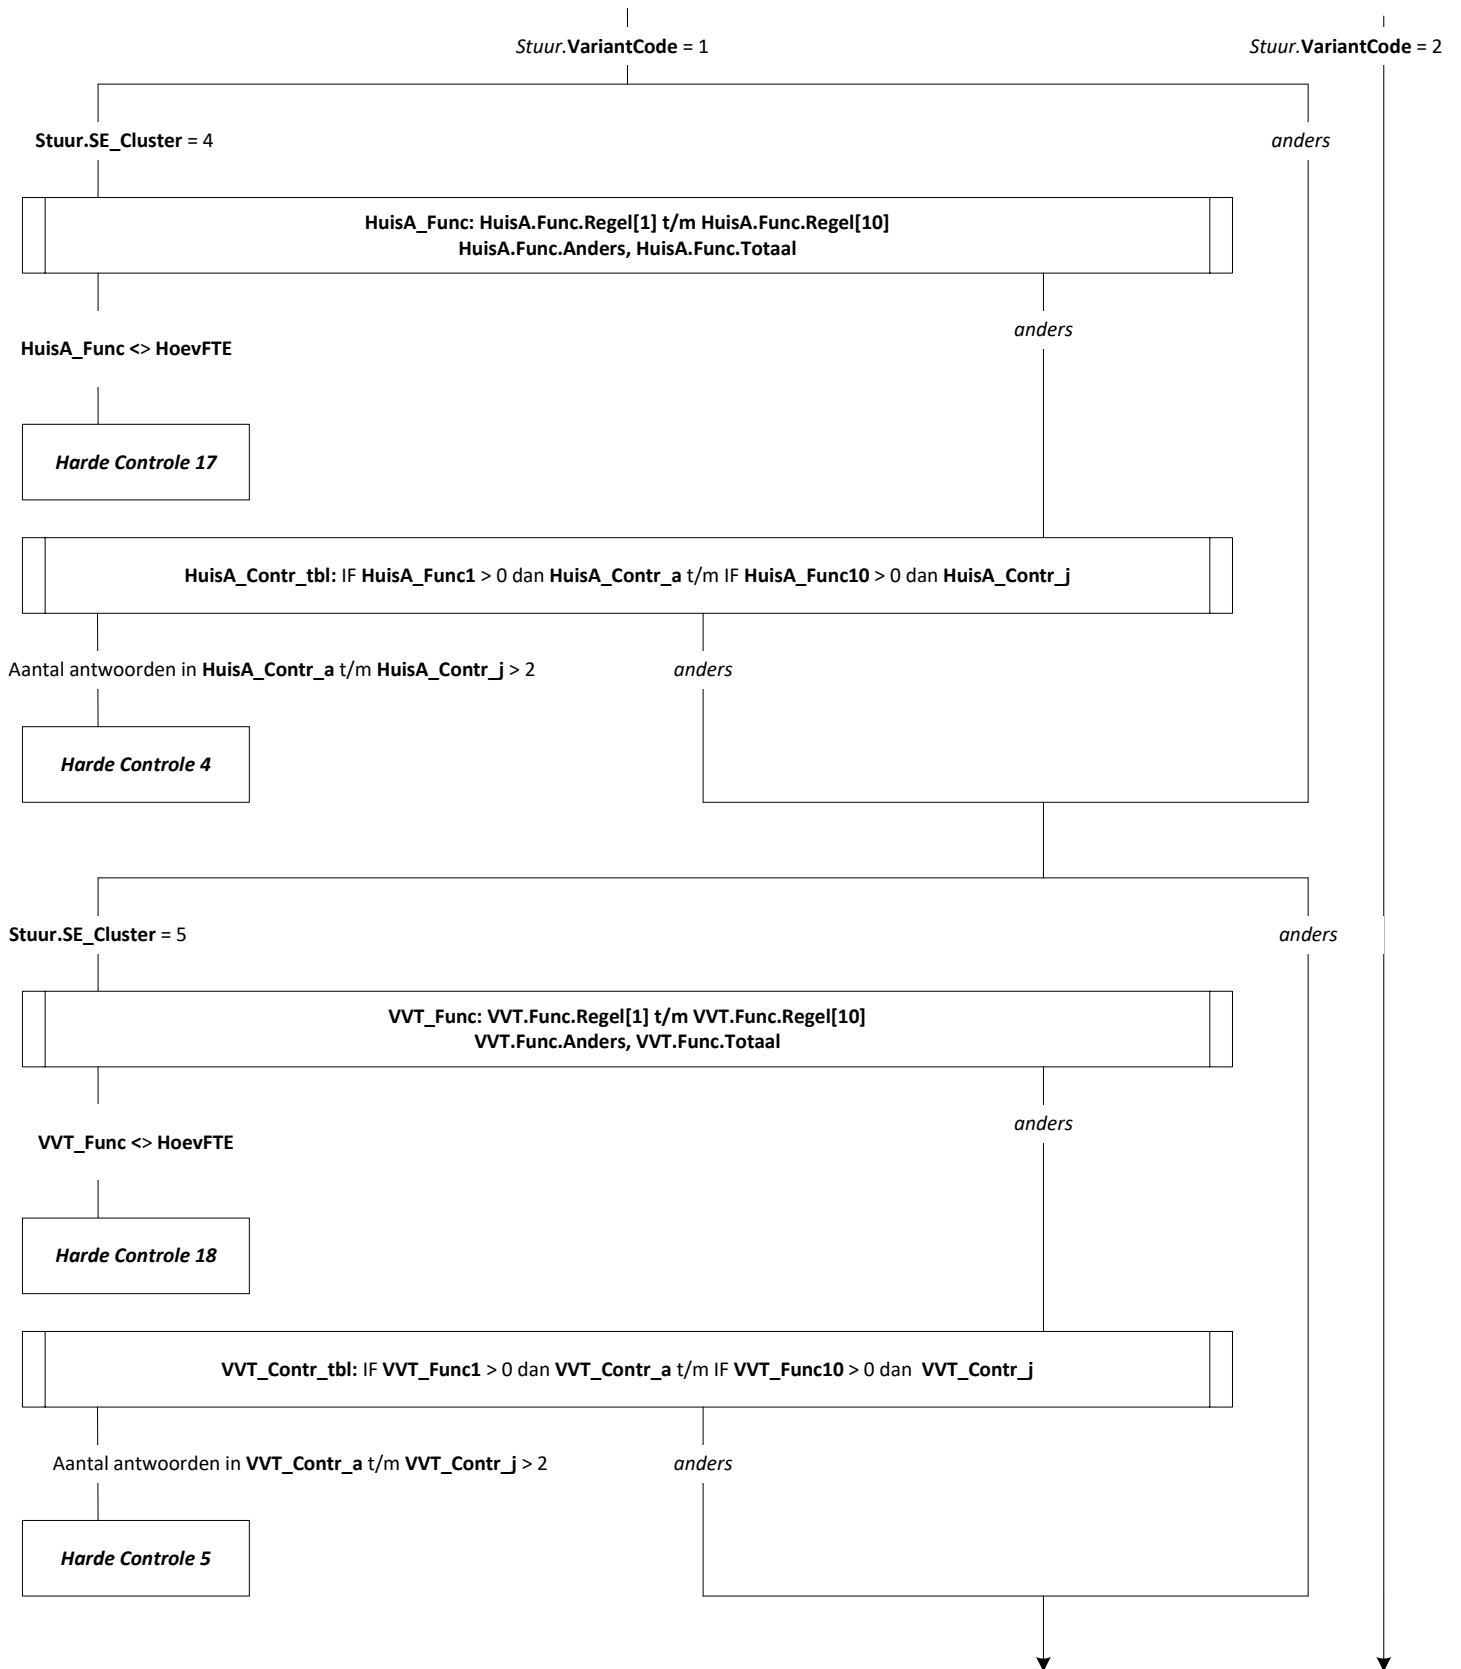 Stuur.VariantCode = 1
Stuur.VariantCode = 2
Stuur.SE_Cluster = 4
anders
HuisA_Func: HuisA.Func.Regel[1] t/m HuisA.Func.Regel[10]
HuisA.Func.Anders, HuisA.Func.Totaal
anders
HuisA_Func <> HoevFTE
Harde Controle 17
HuisA_Contr_tbl: IF HuisA_Func1 > 0 dan HuisA_Contr_a t/m IF HuisA_Func10 > 0 dan HuisA_Contr_j
Aantal antwoorden in HuisA_Contr_a t/m HuisA_Contr_j > 2
anders
Harde Controle 4
Stuur.SE_Cluster = 5
anders
VVT_Func: VVT.Func.Regel[1] t/m VVT.Func.Regel[10]
VVT.Func.Anders, VVT.Func.Totaal
anders
VVT_Func <> HoevFTE
Harde Controle 18
VVT_Contr_tbl: IF VVT_Func1 > 0 dan VVT_Contr_a t/m IF VVT_Func10 > 0 dan VVT_Contr_j
Aantal antwoorden in VVT_Contr_a t/m VVT_Contr_j > 2
anders
Harde Controle 5